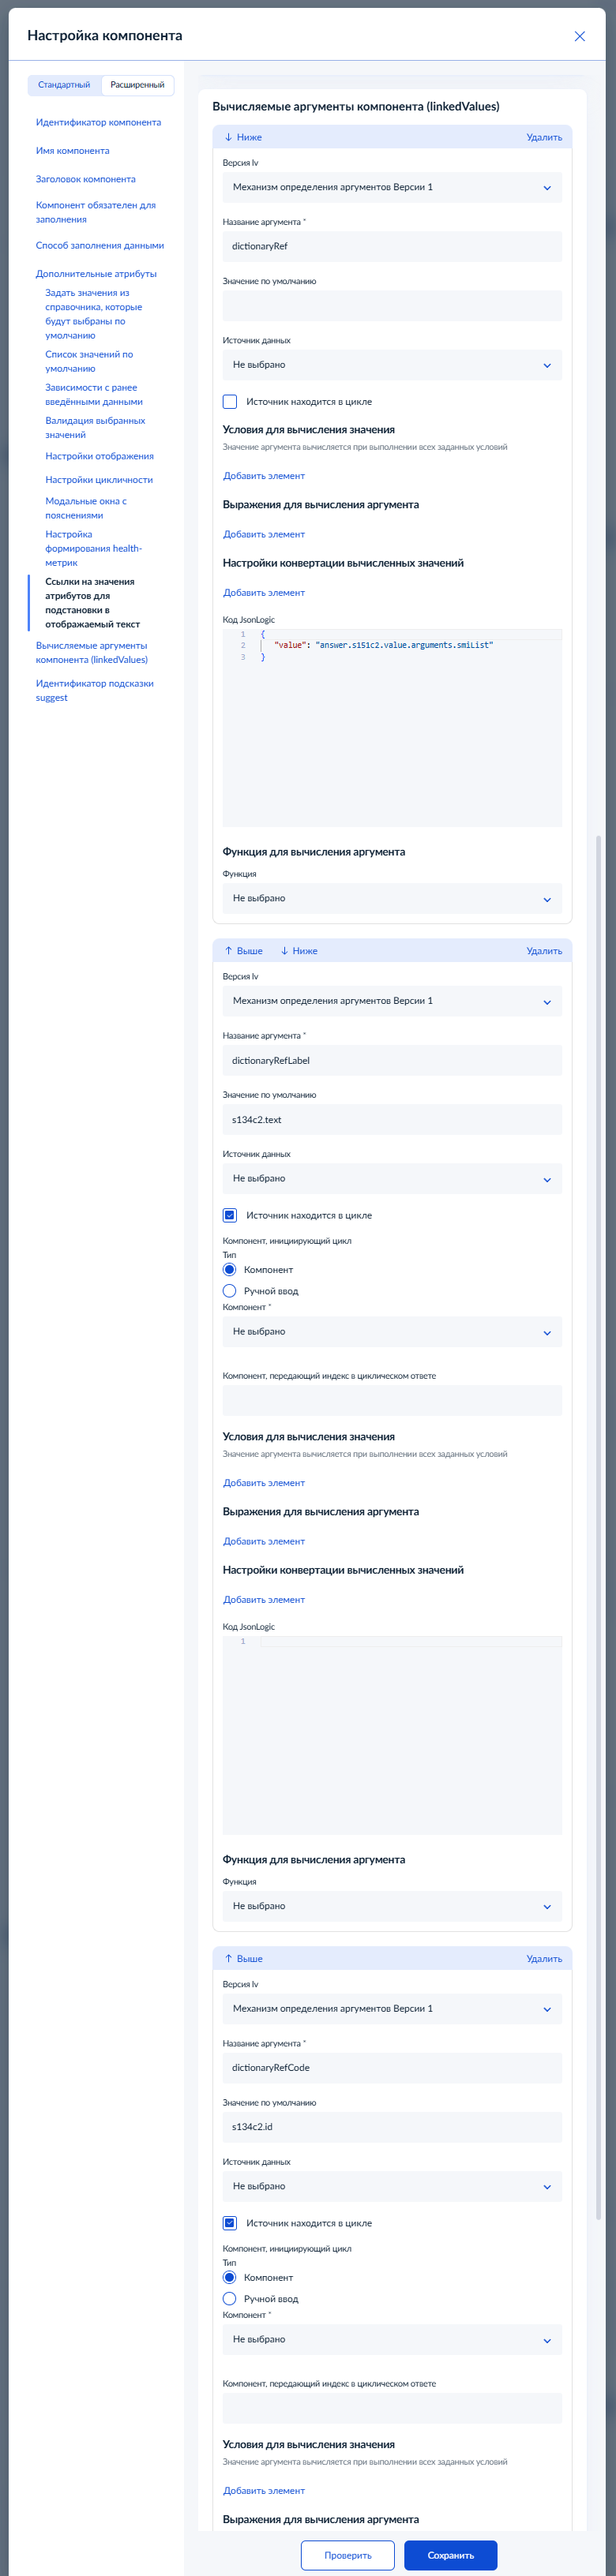 Настройка компонента
Стандартный
Расширенный
Идентификатор компонента
Имя компонента
Заголовок компонента
Компонент обязателен для
заполнения
Способ заполнения данными
Дополнительные атрибуты
Задать значения из
справочника, которые
будут выбраны по
умолчанию
Список значений по
умолчанию
Зависимости с ранее
введёнными данными
Валидация выбранных
значений
Настройки отображения
Настройки цикличности
Модальные окна с
пояснениями
Настройка
формирования health-
метрик
Ссылки на значения
атрибутов для
подстановки в
отображаемый текст
Вычисляемые аргументы
компонента (linkedValues)
Идентификатор подсказки
suggest
Вычисляемые аргументы компонента (linkedValues)
Ниже
Удалить
Версия lv
Механизм определения аргументов Версии 1
Название аргумента *
dictionaryRef
Значение по умолчанию
Источник данных
Не выбрано
Источник находится в цикле
Условия для вычисления значения
Значение аргумента вычисляется при выполнении всех заданных условий
Добавить элемент
Выражения для вычисления аргумента
Добавить элемент
Настройки конвертации вычисленных значений
Добавить элемент
Код JsonLogic
1 {
2 "value": "answer.s151c2.value.arguments.smiList"
3 }
Функция для вычисления аргумента
Функция
Не выбрано
Выше
Ниже
Удалить
Версия lv
Механизм определения аргументов Версии 1
Название аргумента *
dictionaryRefLabel
Значение по умолчанию
s134c2.text
Источник данных
Не выбрано
Источник находится в цикле
Компонент, инициирующий цикл
Тип
Компонент
Ручной ввод
Компонент *
Не выбрано
Компонент, передающий индекс в циклическом ответе
Условия для вычисления значения
Значение аргумента вычисляется при выполнении всех заданных условий
Добавить элемент
Выражения для вычисления аргумента
Добавить элемент
Настройки конвертации вычисленных значений
Добавить элемент
Код JsonLogic
1
Функция для вычисления аргумента
Функция
Не выбрано
Выше
Удалить
Версия lv
Механизм определения аргументов Версии 1
Название аргумента *
dictionaryRefCode
Значение по умолчанию
s134c2.id
Источник данных
Не выбрано
Источник находится в цикле
Компонент, инициирующий цикл
Тип
Компонент
Ручной ввод
Компонент *
Не выбрано
Компонент, передающий индекс в циклическом ответе
Условия для вычисления значения
Значение аргумента вычисляется при выполнении всех заданных условий
Добавить элемент
Выражения для вычисления аргумента
Проверить
Сохранить